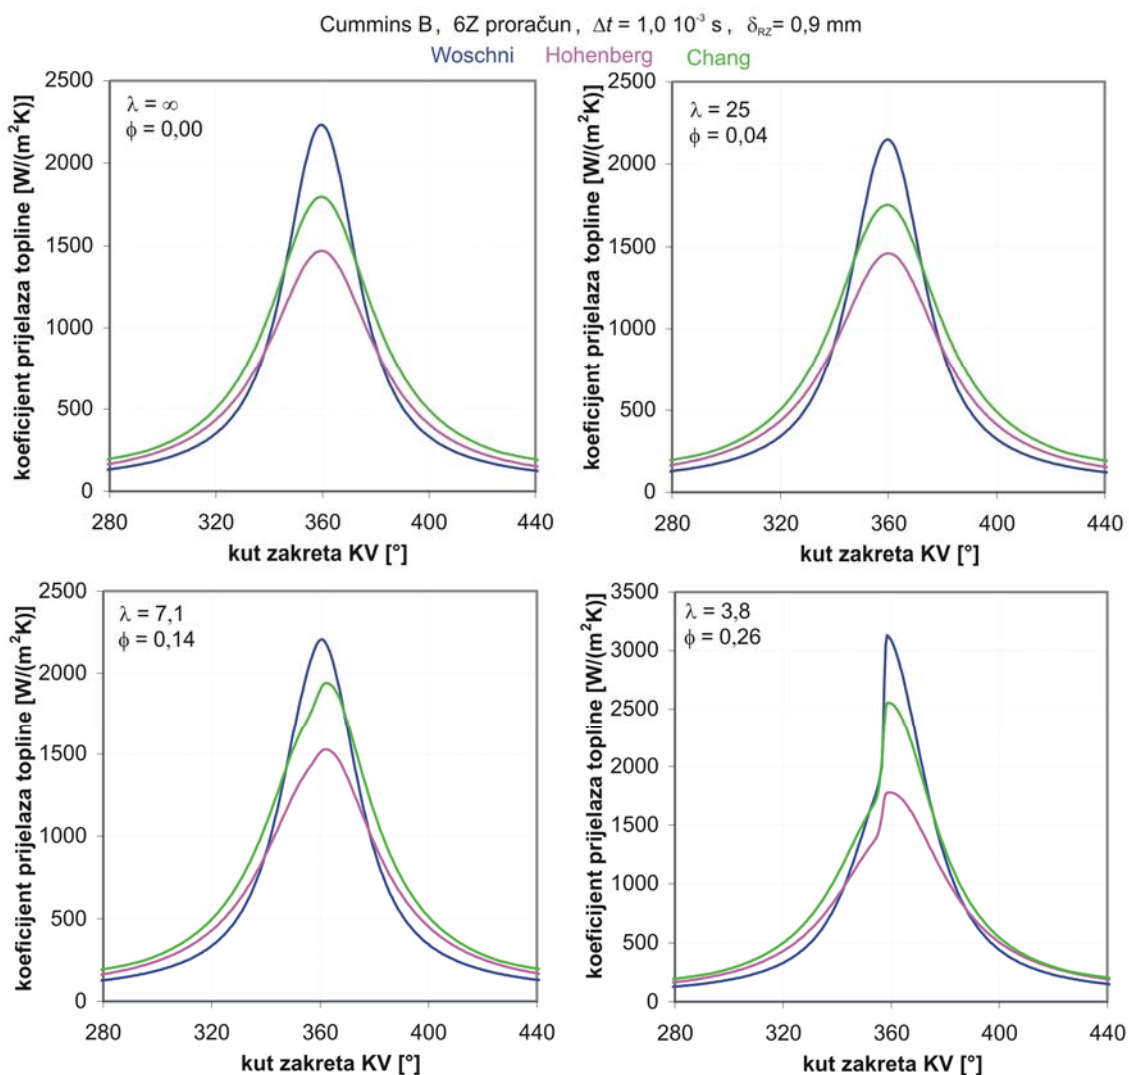 Cummins B, 6Z proračun, Δt = 1,0 10⁻³ s, δ_RZ = 0,9 mm
Woschni Hohenberg Chang
koeficijent prijelaza topline [W/(m²K)]
2500
2000
1500
1000
500
0
λ = ∞
ϕ = 0,00
280 320 360 400 440
kut zakreta KV [°]
koeficijent prijelaza topline [W/(m²K)]
2500
2000
1500
1000
500
0
λ = 25
ϕ = 0,04
280 320 360 400 440
kut zakreta KV [°]
koeficijent prijelaza topline [W/(m²K)]
2500
2000
1500
1000
500
0
λ = 7,1
ϕ = 0,14
280 320 360 400 440
kut zakreta KV [°]
koeficijent prijelaza topline [W/(m²K)]
3500
3000
2500
2000
1500
1000
500
0
λ = 3,8
ϕ = 0,26
280 320 360 400 440
kut zakreta KV [°]